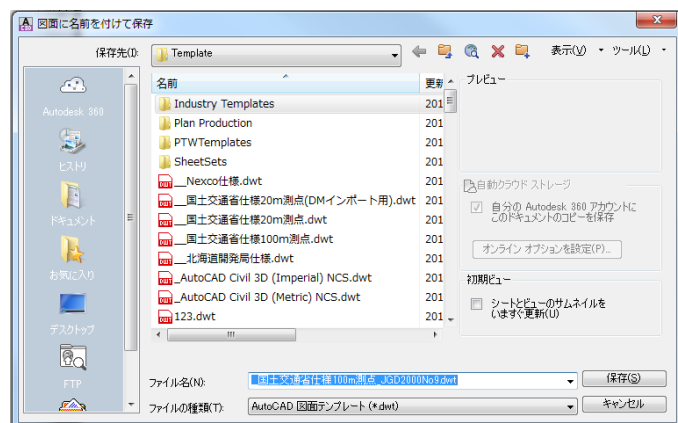 図面に名前を付けて保存
保存先(I):
Template
表示(V)
ツール(L)
Autodesk 360
ヒストリ
ドキュメント
お気に入り
デスクトップ
FTP
名前
更新
Industry Templates
201
Plan Production
201
PTWTemplates
201
SheetSets
201
__Nexco仕様.dwt
201
__国土交通省仕様20m測点(DMインポート用).dwt
201
__国土交通省仕様20m測点.dwt
201
__国土交通省仕様100m測点.dwt
201
__北海道開発局仕様.dwt
201
_AutoCAD Civil 3D (Imperial) NCS.dwt
201
_AutoCAD Civil 3D (Metric) NCS.dwt
201
123.dwt
201
プレビュー
自動クラウド ストレージ
自分の Autodesk 360 アカウントに
このドキュメントのコピーを保存
オンライン オプションを設定(P)...
初期ビュー
シートとビューのサムネイルを
いますぐ更新(U)
ファイル名(N):
__国土交通省仕様100m測点_JGD2000No9.dwt
保存(S)
ファイルの種類(T):
AutoCAD 図面テンプレート (*.dwt)
キャンセル